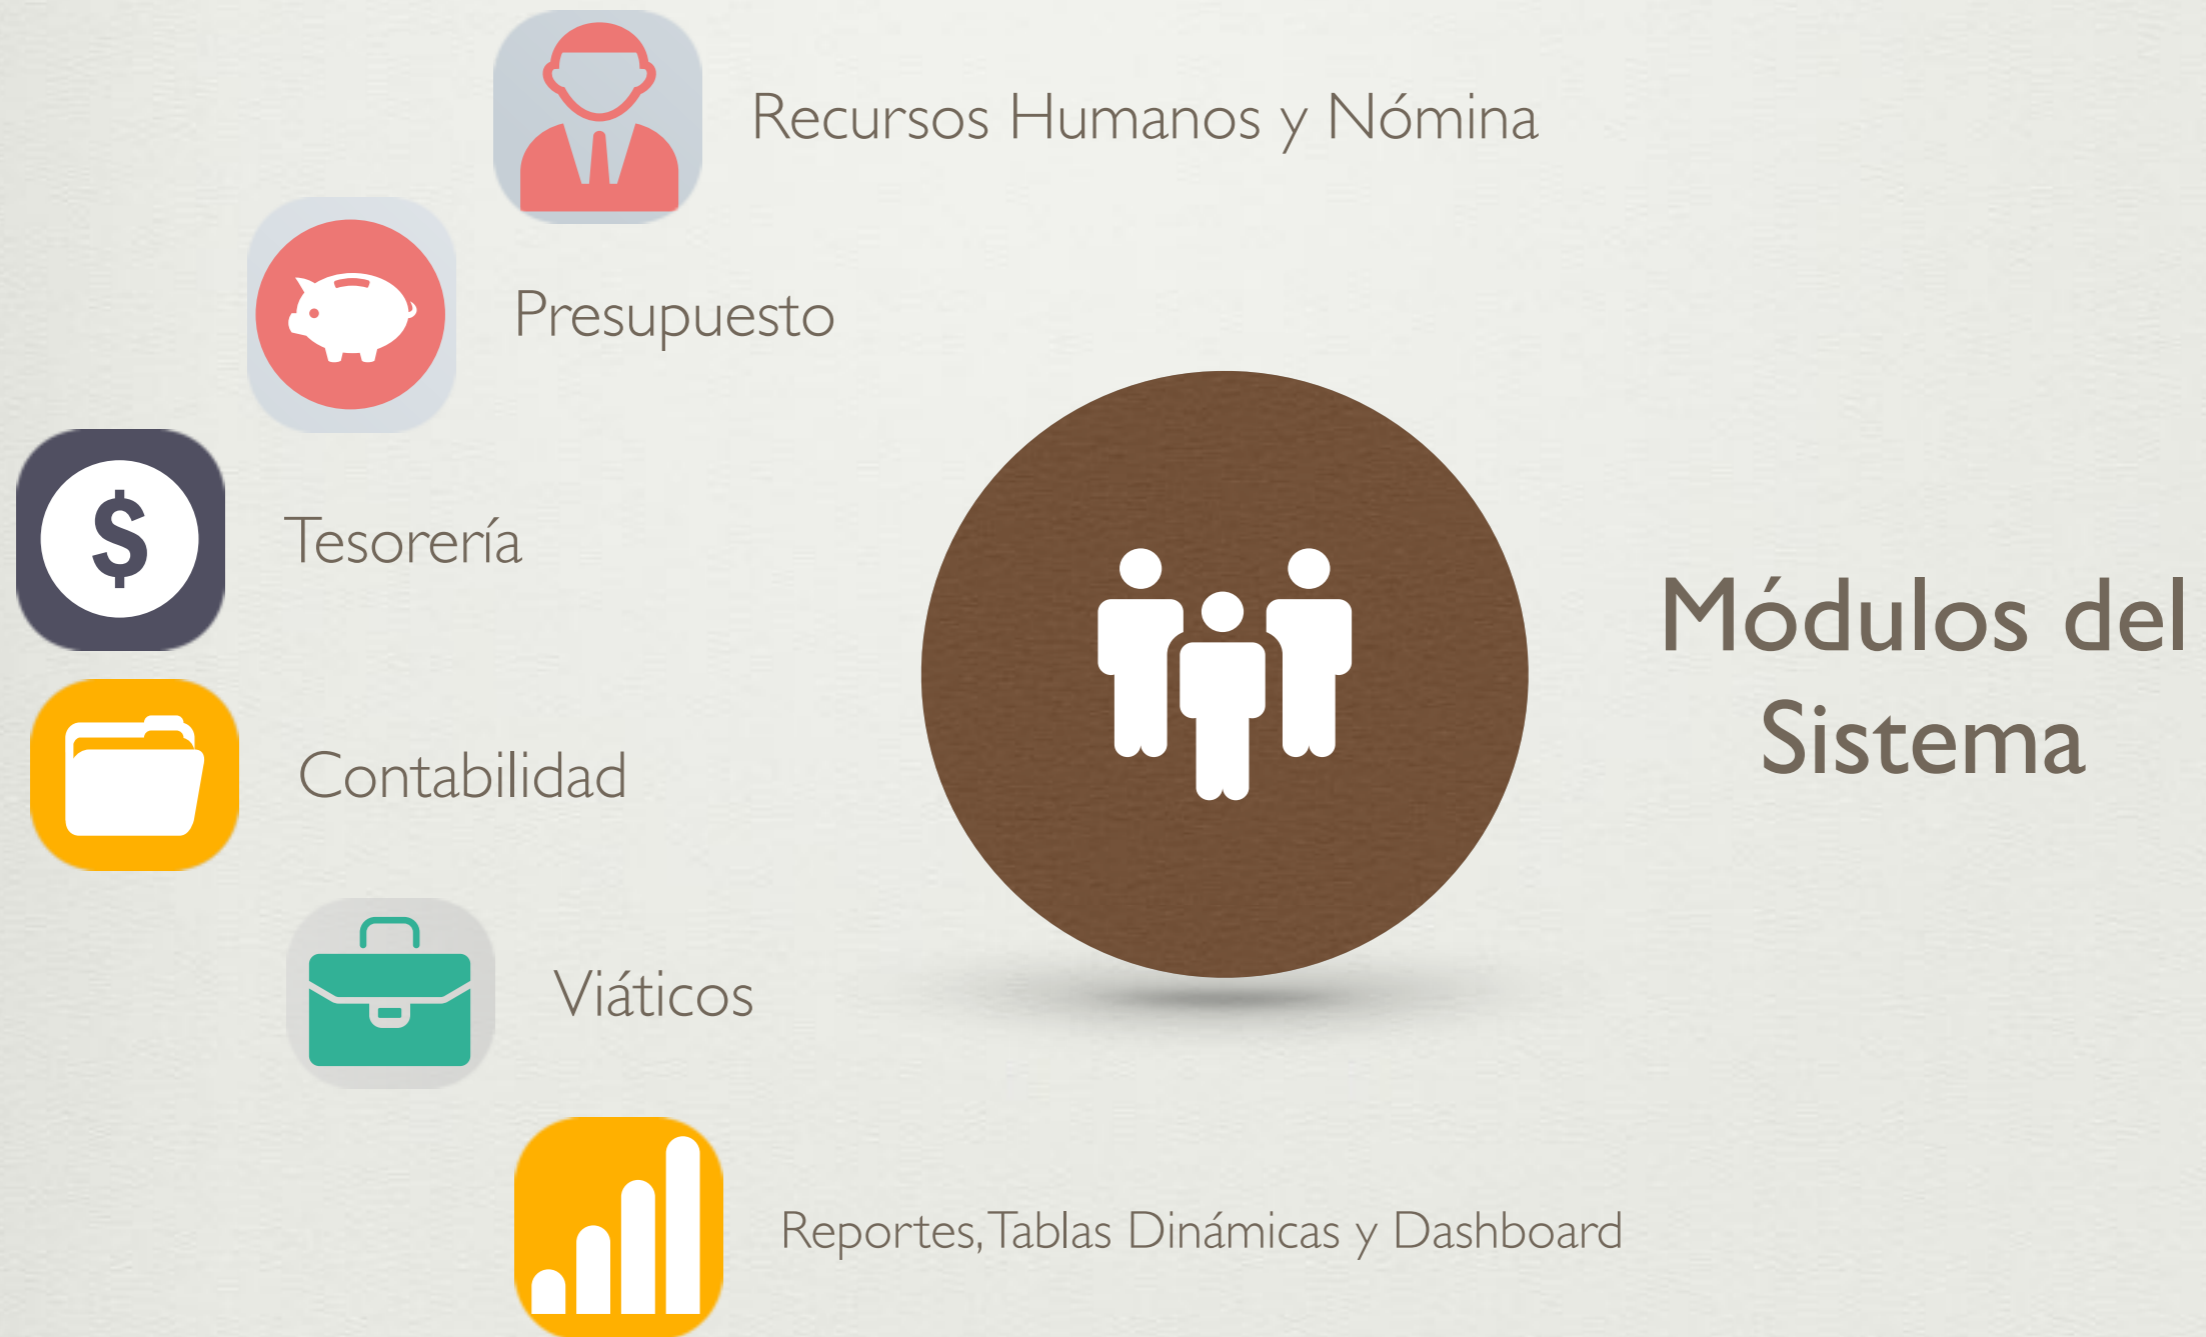 Recursos Humanos y Nómina
Presupuesto
$
Tesorería
Contabilidad
Viáticos
Reportes, Tablas Dinámicas y Dashboard
Módulos del
Sistema